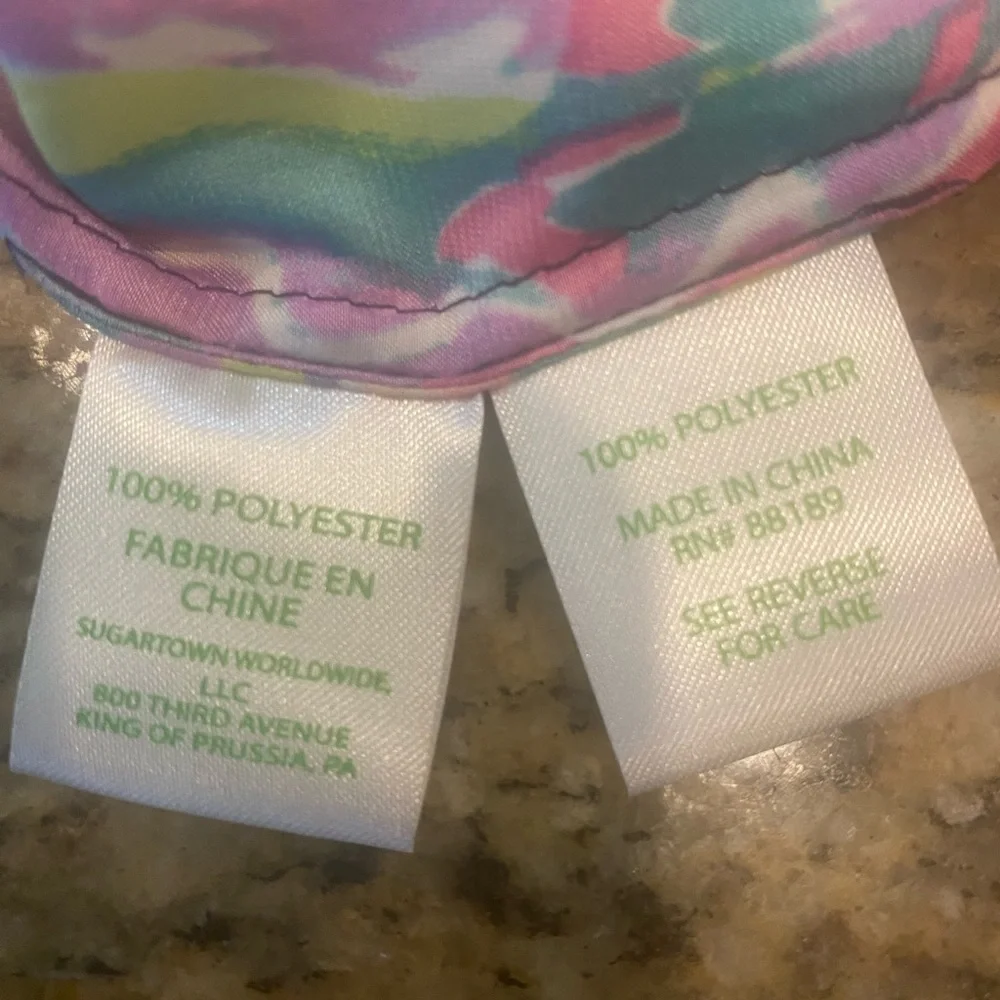 100% POLYESTER
FABRIQUE EN
CHINE
SUGARTOWN WORLDWIDE,
LLC
800 THIRD AVENUE
KING OF PRUSSIA, PA
100% POLYESTER
MADE IN CHINA
RN# 88189
SEE REVERSE
FOR CARE